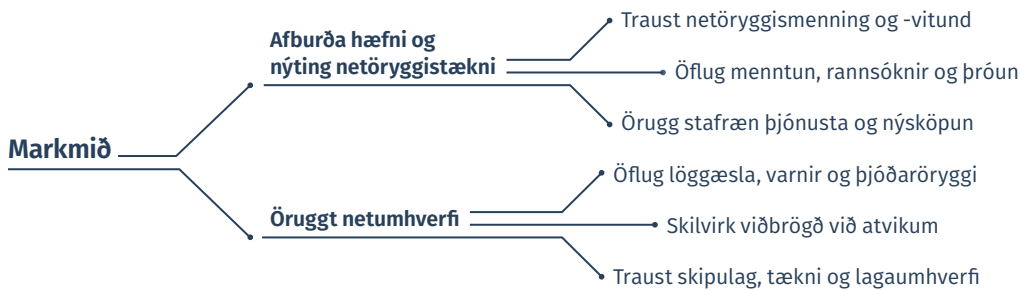 Markmið
Afburða hæfni og
nýting netöryggistækni
Traust netöryggismenning og -vitund
Öflug menntun, rannsóknir og þróun
Örugg stafræn þjónusta og nýsköpun
Öruggt netumhverfi
Öflug löggæsla, varnir og þjóðaröryggi
Skilvirk viðbrögð við atvikum
Traust skipulag, tækni og lagaumhverfi